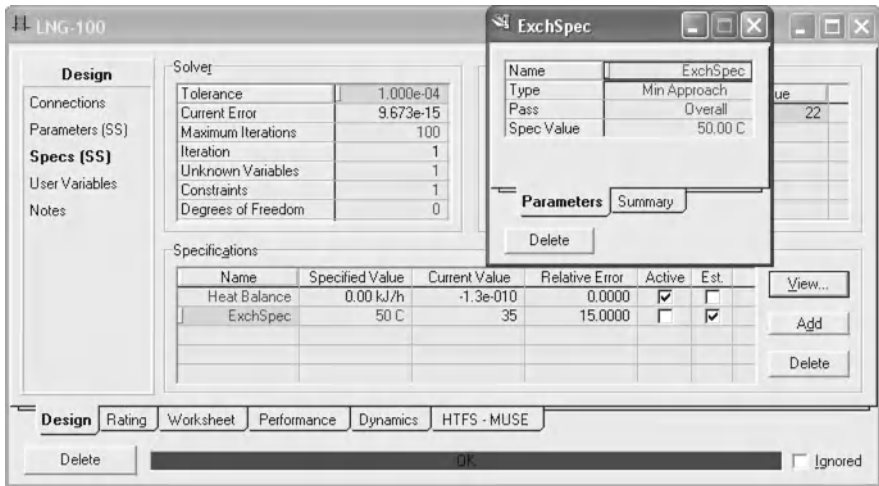 LNG-100
ExchSpec
Design
Connections
Parameters (SS)
Specs (SS)
User Variables
Notes
Solver
Tolerance 1.000e-04
Current Error 9.673e-15
Maximum Iterations 100
Iteration 1
Unknown Variables 1
Constraints 1
Degrees of Freedom 0
Name ExchSpec
Type Min Approach
Pass Overall
Spec Value 50.00 C
Parameters Summary
Delete
ue
22
Specifications
Name Specified Value Current Value Relative Error Active Est.
Heat Balance 0.00 kJ/h -1.3e-010 0.0000
ExchSpec 50 C 35 15.0000
View...
Add
Delete
Design Rating Worksheet Performance Dynamics HTFS - MUSE
Delete OK Ignored